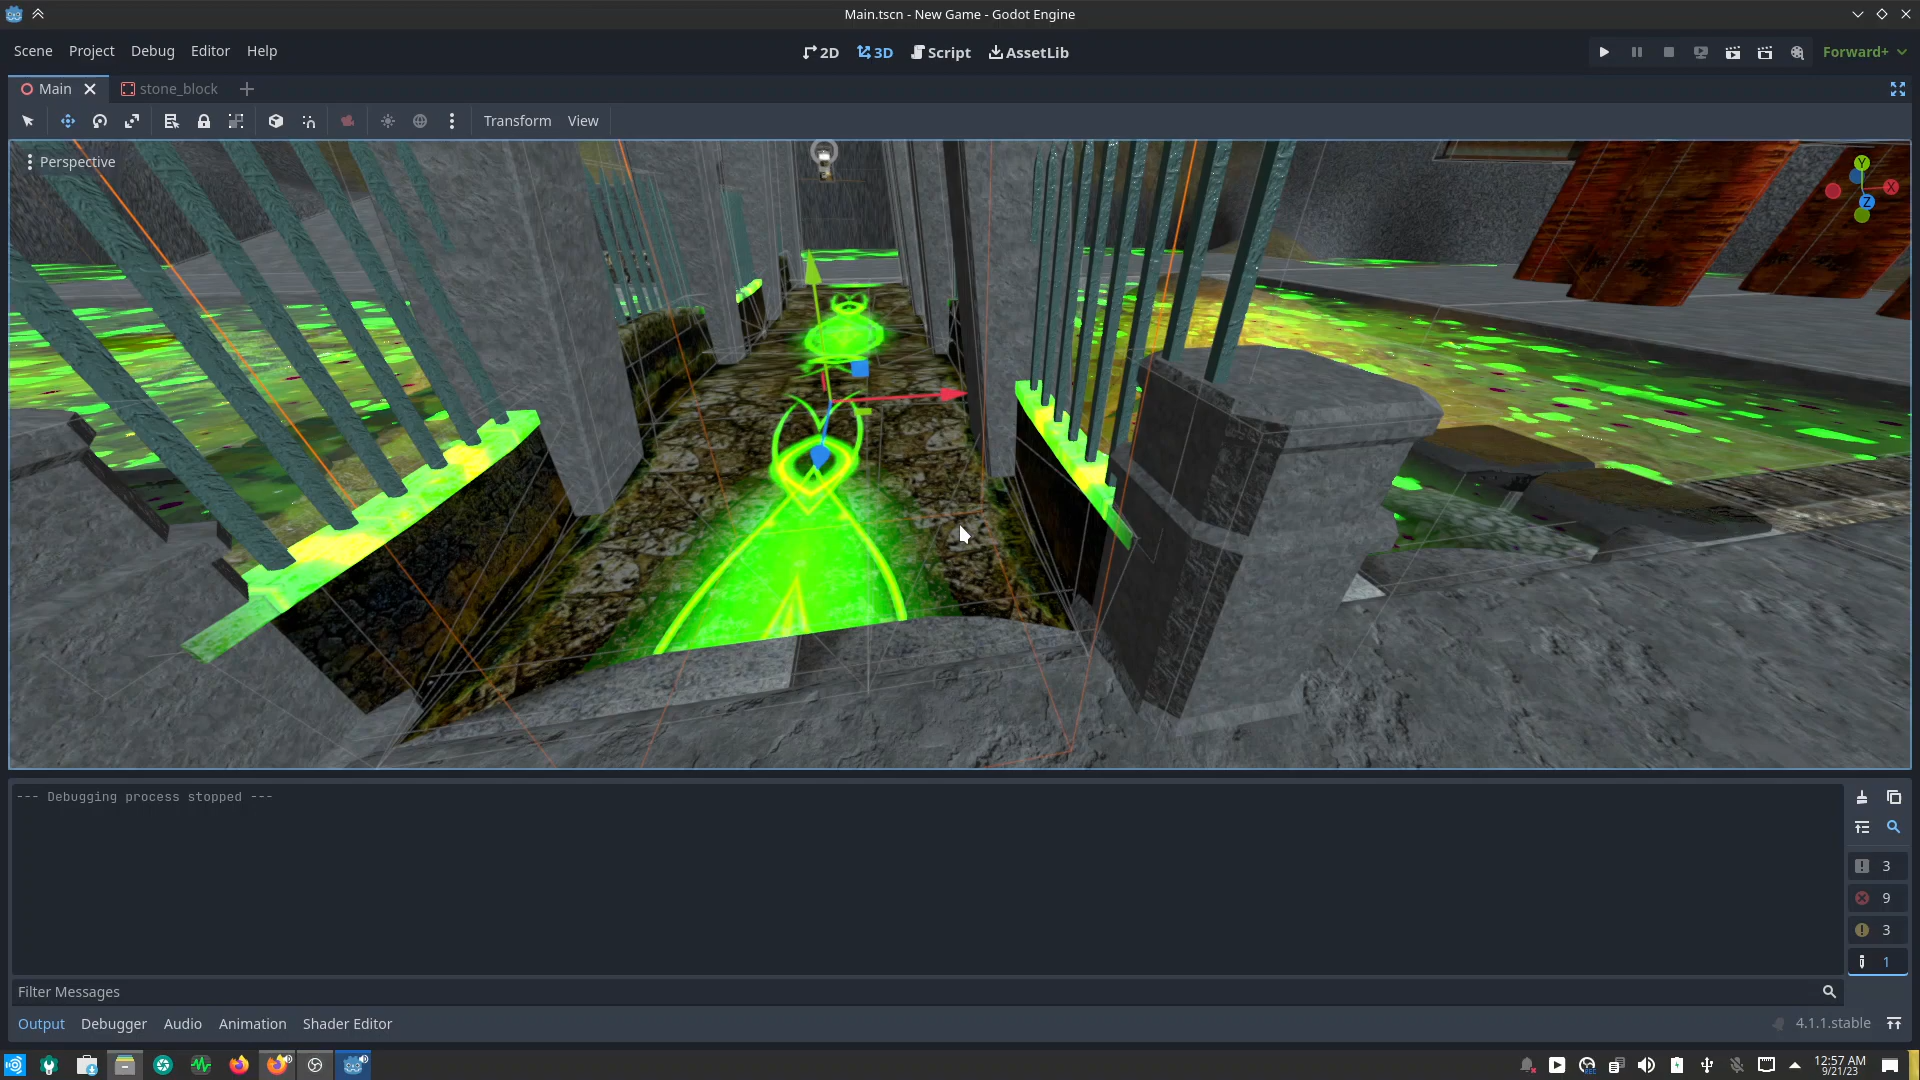 Main.tscn - New Game - Godot Engine
Scene Project Debug Editor Help
2D 3D Script AssetLib
Forward+
Main stone_block
Transform View
Perspective
Y
X
Z
--- Debugging process stopped ---
3
9
3
1
Filter Messages
Output Debugger Audio Animation Shader Editor
4.1.1.stable
12:57 AM
9/21/23